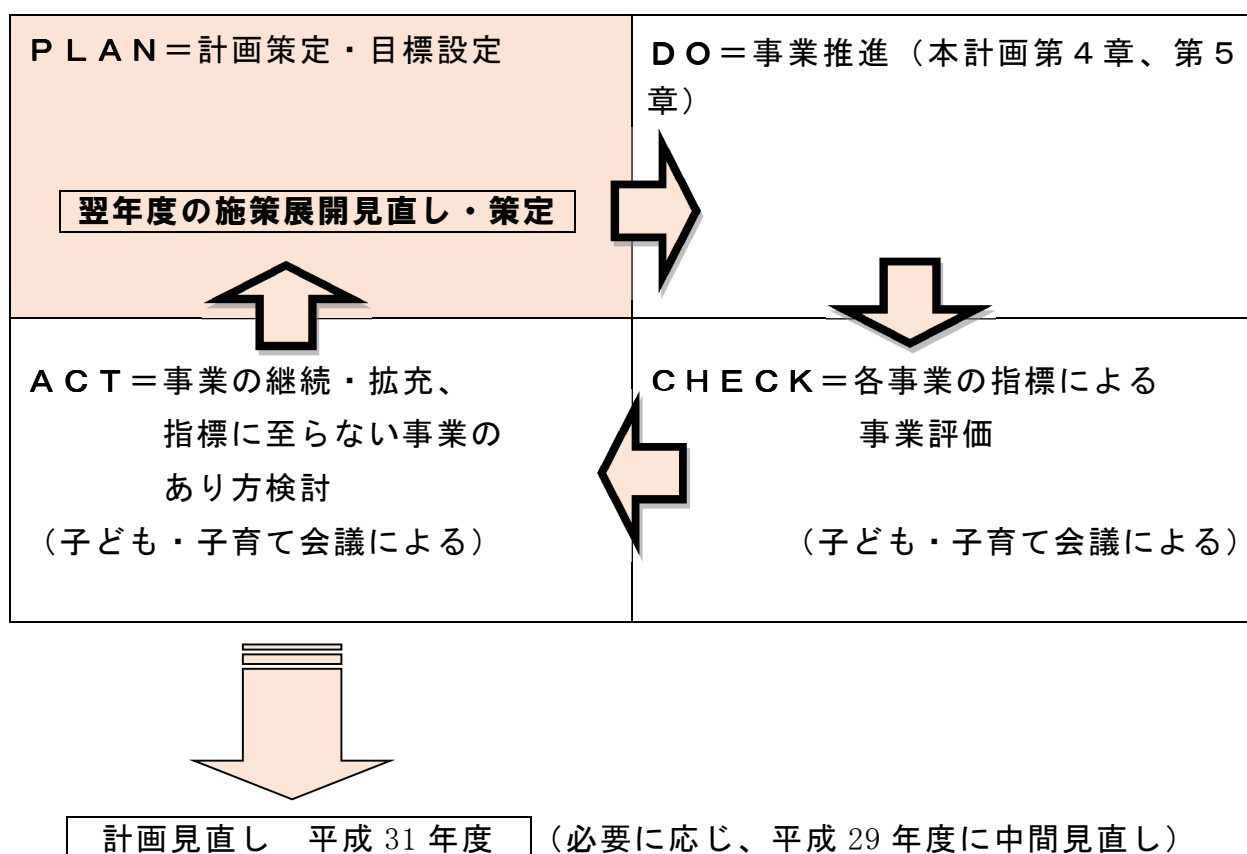 ＰＬＡＮ＝計画策定・目標設定
翌年度の施策展開見直し・策定
ＤＯ＝事業推進（本計画第４章、第５
章）
ＡＣＴ＝事業の継続・拡充、
指標に至らない事業の
あり方検討
（子ども・子育て会議による）
ＣＨＥＣＫ＝各事業の指標による
事業評価
（子ども・子育て会議による）
計画見直し　平成 31 年度　（必要に応じ、平成 29 年度に中間見直し）